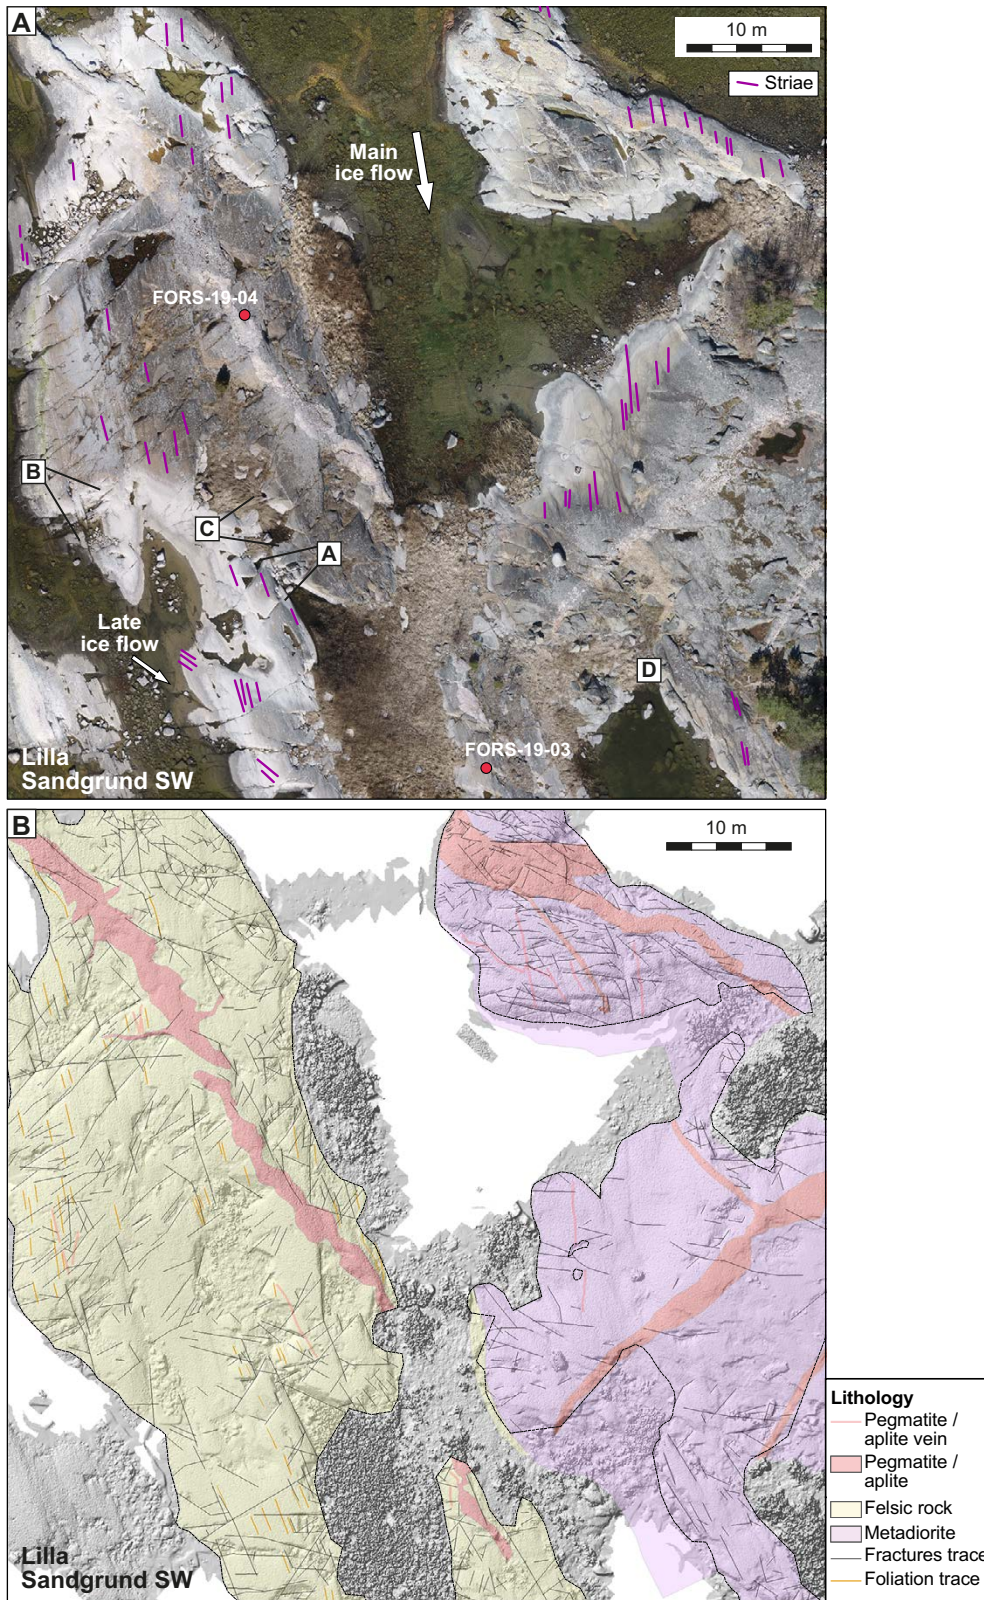 A
10 m
Striae
Main
ice flow
FORS-19-04
B
C
A
Late
ice flow
D
FORS-19-03
Lilla
Sandgrund SW
B
10 m
Lilla
Sandgrund SW
Lithology
Pegmatite /
aplite vein
Pegmatite /
aplite
Felsic rock
Metadiorite
Fractures trace
Foliation trace